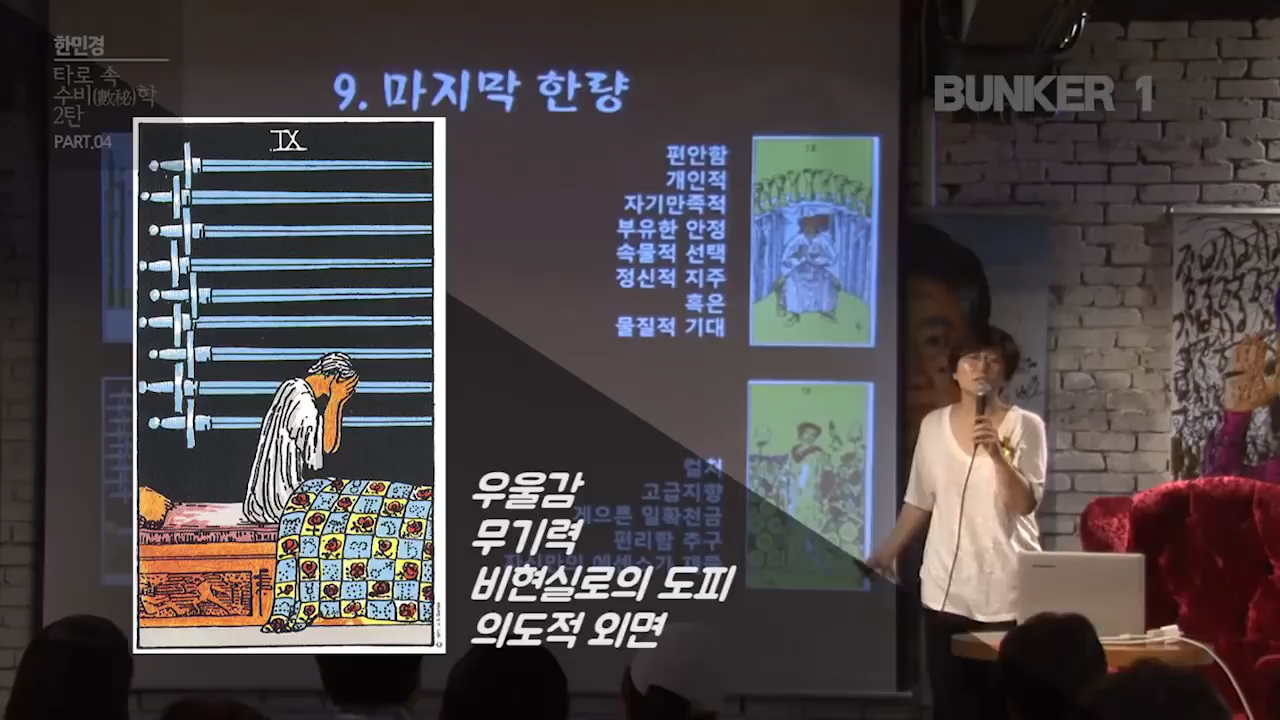 한민경
타로 속
수비(數秘)학
2탄
PART.04
9. 마지막 한량
BUNKER 1
IX
편안함
개인적
자기만족적
부유한 안정
속물적 선택
정신적 지주
혹은
물질적 기대
컬처
고급지향
게으른 일확천금
편리함 추구
우울감
무기력
비현실로의 도피
의도적 외면